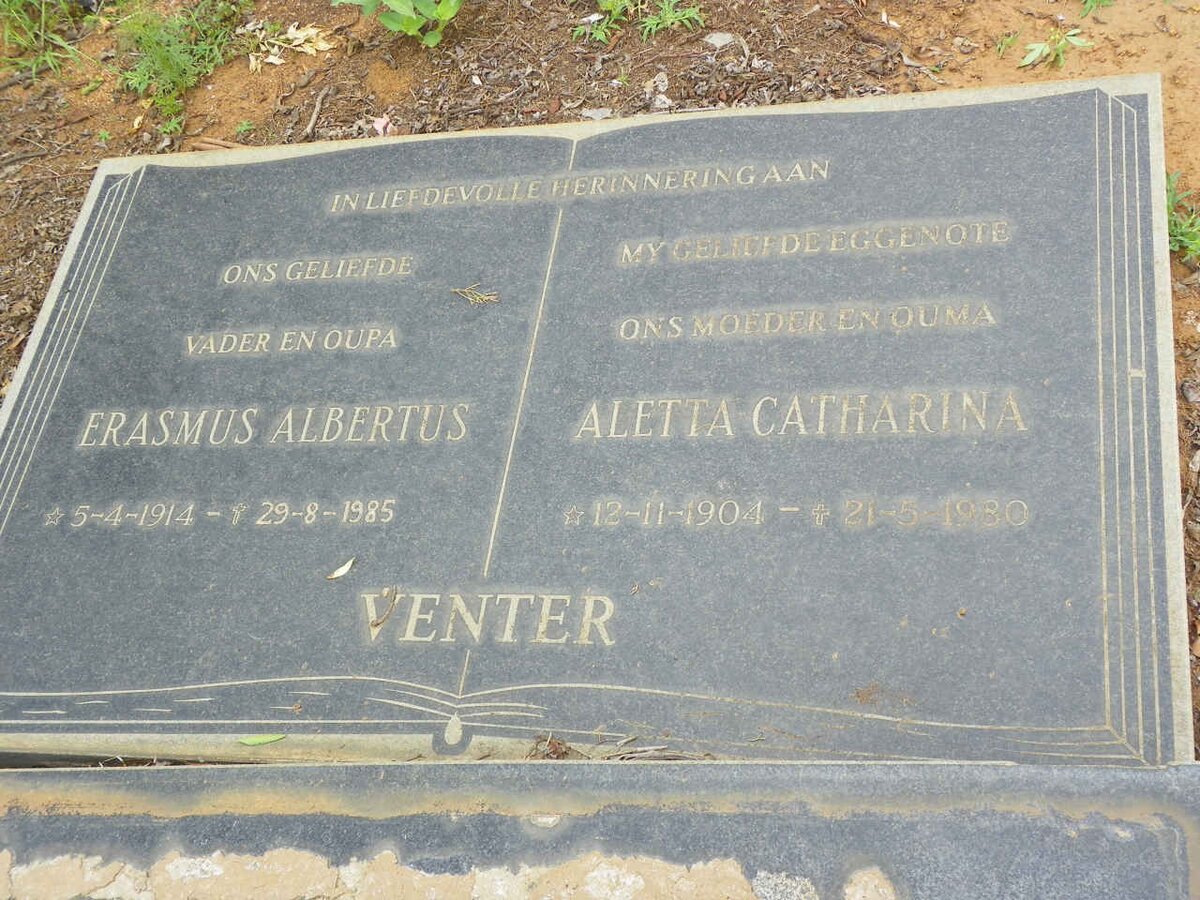 IN LIEFDEVOLLE HERINNERING AAN
ONS GELIEFDE
VADER EN OUPA
ERASMUS ALBERTUS
☆ 5-4-1914 - ✝ 29-8-1985
MY GELIEFDE EGGENOTE
ONS MOEDER EN OUMA
ALETTA CATHARINA
☆ 12-11-1904 - ✝ 21-5-1980
VENTER